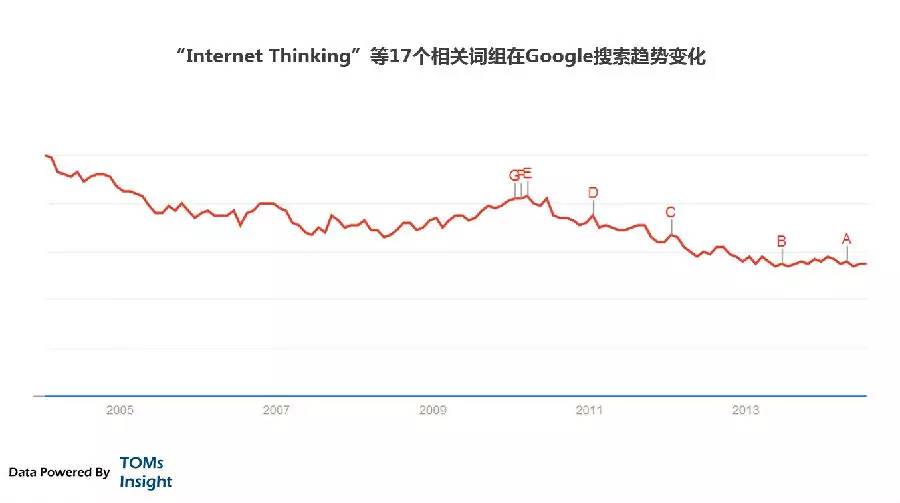 “Internet Thinking”等17个相关词组在Google搜索趋势变化
G F E
D
C
B
A
2005 2007 2009 2011 2013
Data Powered By TOMs
Insight